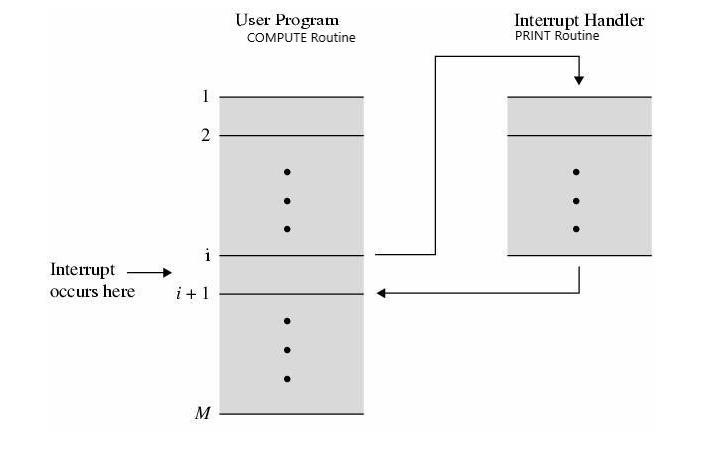 User Program
COMPUTE Routine
Interrupt Handler
PRINT Routine
1
2
i
Interrupt
occurs here
i + 1
M